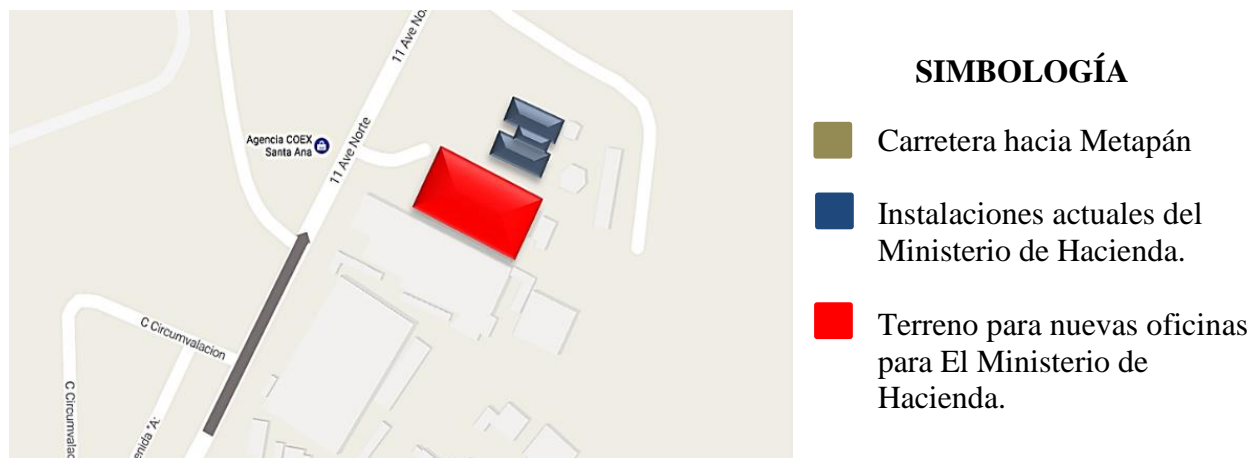 11 Ave No
Agencia COEX
Santa Ana
11 Ave Norte
C Circumvalacion
C Circumvalac
enida "A:
SIMBOLOGÍA
Carretera hacia Metapán
Instalaciones actuales del
Ministerio de Hacienda.
Terreno para nuevas oficinas
para El Ministerio de
Hacienda.